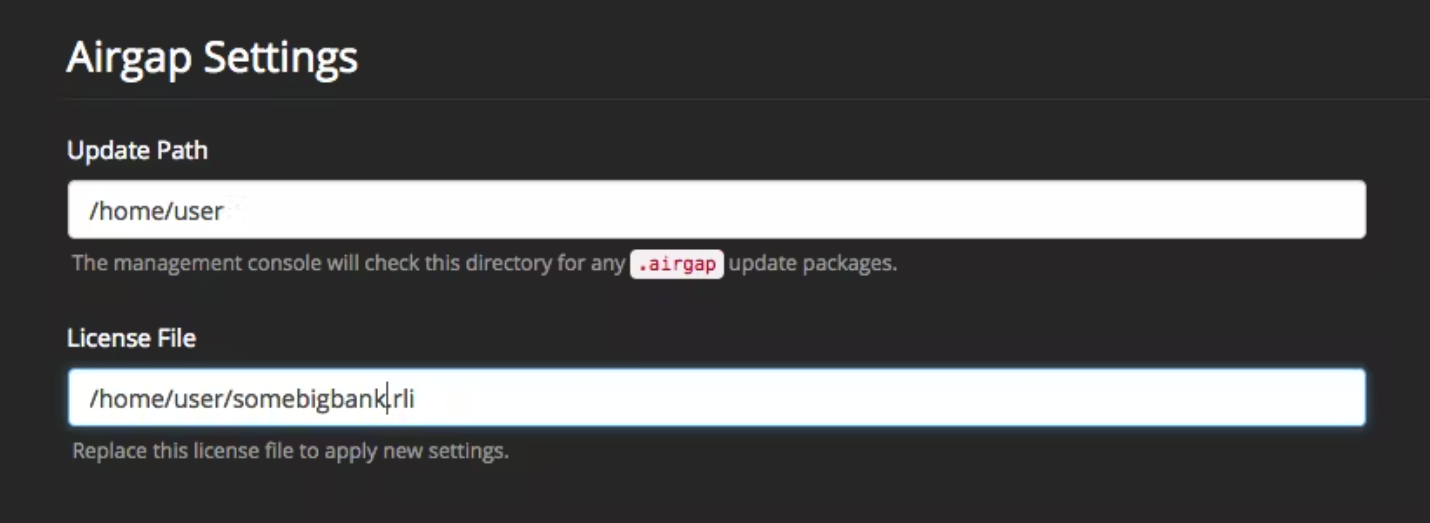 Airgap Settings
Update Path
/home/user
The management console will check this directory for any .airgap update packages.
License File
/home/user/somebigbank.rli
Replace this license file to apply new settings.